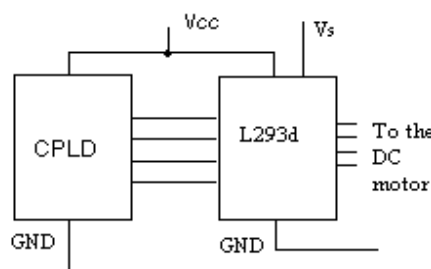 Vcc
Vs
CPLD
L293d
To the
DC
motor
GND
GND